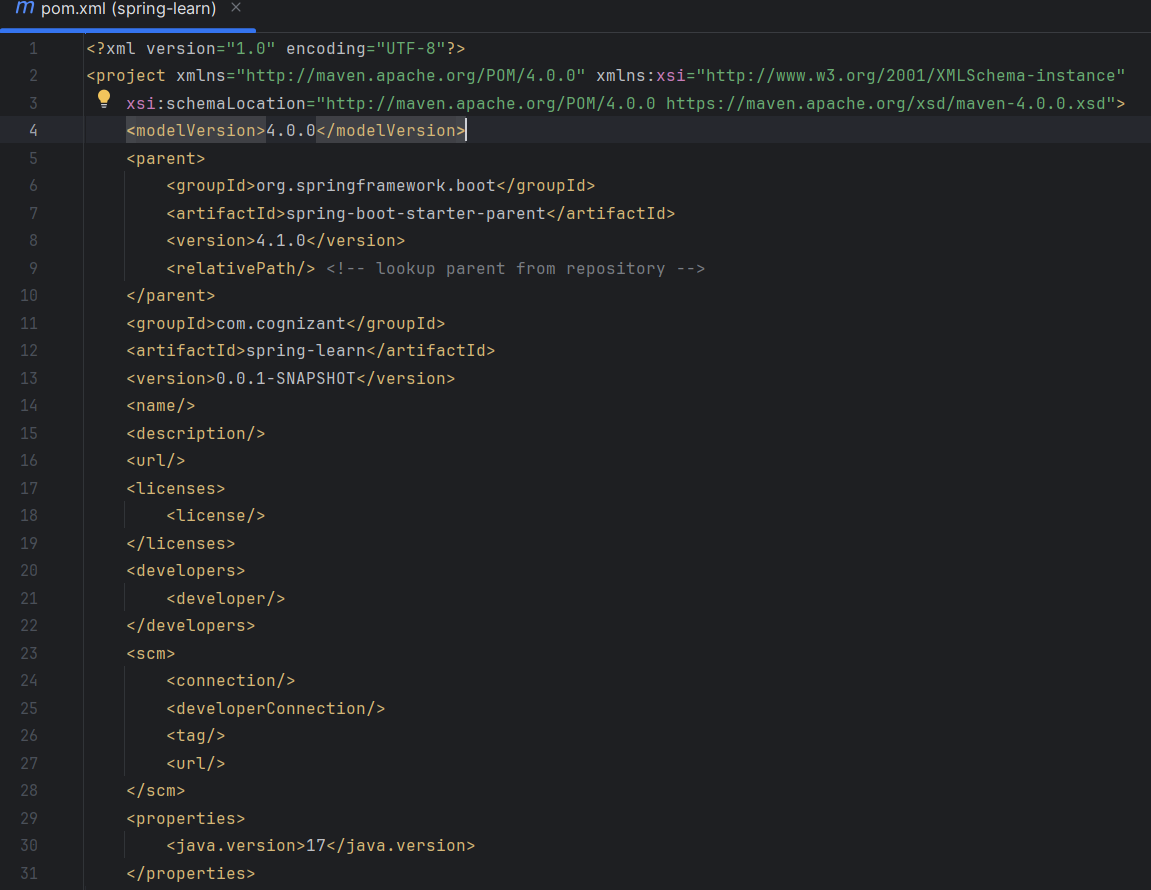 m pom.xml (spring-learn) ×
1 <?xml version="1.0" encoding="UTF-8"?>
2 <project xmlns="http://maven.apache.org/POM/4.0.0" xmlns:xsi="http://www.w3.org/2001/XMLSchema-instance"
3 xsi:schemaLocation="http://maven.apache.org/POM/4.0.0 https://maven.apache.org/xsd/maven-4.0.0.xsd">
4 <modelVersion>4.0.0</modelVersion>
5 <parent>
6 <groupId>org.springframework.boot</groupId>
7 <artifactId>spring-boot-starter-parent</artifactId>
8 <version>4.1.0</version>
9 <relativePath/> <!-- lookup parent from repository -->
10 </parent>
11 <groupId>com.cognizant</groupId>
12 <artifactId>spring-learn</artifactId>
13 <version>0.0.1-SNAPSHOT</version>
14 <name/>
15 <description/>
16 <url/>
17 <licenses>
18 <license/>
19 </licenses>
20 <developers>
21 <developer/>
22 </developers>
23 <scm>
24 <connection/>
25 <developerConnection/>
26 <tag/>
27 <url/>
28 </scm>
29 <properties>
30 <java.version>17</java.version>
31 </properties>